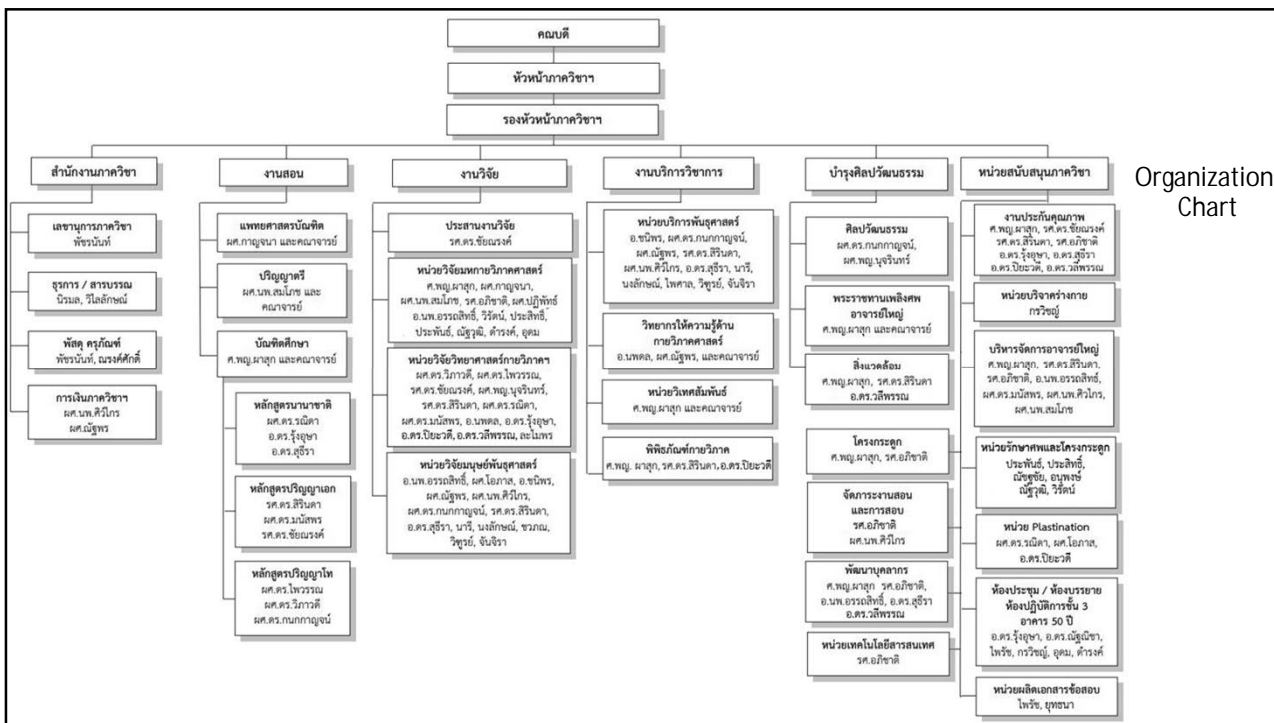 คณบดี
หัวหน้าภาควิชาฯ
รองหัวหน้าภาควิชาฯ
สำนักงานภาควิชา
เลขานุการภาควิชา
พัชรนันท์
ธุรการ / สารบรรณ
นิรมล, วิไลลักษณ์
พัสดุ ครุภัณฑ์
พัชรนันท์, ณรงค์ศักดิ์
การเงินภาควิชาฯ
ผศ.นพ.ศิวไกร
ผศ.ณัฐพร
งานสอน
แพทยศาสตรบัณฑิต
ผศ.กาญจนา และคณาจารย์
ปริญญาตรี
ผศ.นพ.สมโภช และ
คณาจารย์
บัณฑิตศึกษา
ศ.พญ.ผาสุก และคณาจารย์
หลักสูตรนานาชาติ
ผศ.ดร.รณิดา
อ.ดร.รุ้งอุษา
อ.ดร.สุธีรา
หลักสูตรปริญญาเอก
รศ.ดร.สิรินดา
ผศ.ดร.มนัสพร
รศ.ดร.ชัยณรงค์
หลักสูตรปริญญาโท
ผศ.ดร.ไพวรรณ
ผศ.ดร.วิภาวดี
ผศ.ดร.กนกกาญจน์
งานวิจัย
ประสานงานวิจัย
รศ.ดร.ชัยณรงค์
หน่วยวิจัยมหกายวิภาคศาสตร์
ศ.พญ.ผาสุก, ผศ.กาญจนา,
ผศ.นพ.สมโภช, รศ.อภิชาติ, ผศ.ปฏิพัทธ์
อ.นพ.อรรถสิทธิ์, วิรัตน์, ประสิทธิ์,
ประพันธ์, ณัฐวุฒิ, ดำรงค์, อุดม
หน่วยวิจัยวิทยาศาสตร์กายวิภาคฯ
ผศ.ดร.วิภาวดี, ผศ.ดร.ไพวรรณ,
รศ.ดร.ชัยณรงค์, ผศ.พญ.นุจรินทร์,
รศ.ดร.สิรินดา, ผศ.ดร.รณิดา,
ผศ.ดร.มนัสพร, อ.นพดล, อ.ดร.รุ้งอุษา,
อ.ดร.ปิยะวดี, อ.ดร.วลีพรรณ, ละไมพร
หน่วยวิจัยมนุษย์พันธุศาสตร์
อ.นพ.อรรถสิทธิ์, ผศ.โอภาส, อ.ชนิพร,
ผศ.ณัฐพร, ผศ.นพ.ศิวไกร,
ผศ.ดร.กนกกาญจน์, รศ.ดร.สิรินดา,
อ.ดร.สุธีรา, นารี, นงลักษณ์, ชวภณ,
วิฑูรย์, จันจิรา
งานบริการวิชาการ
หน่วยบริการพันธุศาสตร์
อ.ชนิพร, ผศ.ดร.กนกกาญจน์,
ผศ.ณัฐพร, รศ.ดร.สิรินดา,
ผศ.นพ.ศิวไกร, อ.ดร.สุธีรา, นารี,
นงลักษณ์, ไพศาล, วิฑูรย์, จันจิรา
วิทยากรให้ความรู้ด้าน
กายวิภาคศาสตร์
อ.นพดล, ผศ.ณัฐพร, และคณาจารย์
หน่วยวิเทศสัมพันธ์
ศ.พญ.ผาสุก และคณาจารย์
พิพิธภัณฑ์กายวิภาค
ศ.พญ. ผาสุก, รศ.ดร.สิรินดา, อ.ดร.ปิยะวดี
บำรุงศิลปวัฒนธรรม
ศิลปวัฒนธรรม
ผศ.ดร.กนกกาญจน์,
ผศ.พญ.นุจรินทร์
พระราชทานเพลิงศพ
อาจารย์ใหญ่
ศ.พญ.ผาสุก และคณาจารย์
สิ่งแวดล้อม
ศ.พญ.ผาสุก, รศ.ดร.สิรินดา
อ.ดร.วลีพรรณ
หน่วยสนับสนุนภาควิชา
งานประกันคุณภาพ
ศ.พญ.ผาสุก, รศ.ดร.ชัยณรงค์
รศ.ดร.สิรินดา, รศ.อภิชาติ
อ.ดร.รุ้งอุษา, อ.ดร.สุธีรา
อ.ดร.ปิยะวดี, อ.ดร.วลีพรรณ
หน่วยบริจาคร่างกาย
กรวิชญ์
บริหารจัดการอาจารย์ใหญ่
ศ.พญ.ผาสุก, รศ.ดร.สิรินดา,
รศ.อภิชาติ, อ.นพ.อรรถสิทธิ์,
ผศ.ดร.มนัสพร, ผศ.นพ.ศิวไกร,
ผศ.นพ.สมโภช
โครงกระดูก
ศ.พญ.ผาสุก, รศ.อภิชาติ
หน่วยรักษาศพและโครงกระดูก
ประพันธ์, ประสิทธิ์,
ณัชฐชัย, อนุพงษ์
ณัฐวุฒิ, วิรัตน์
จัดภาระงานสอน
และการสอบ
รศ.อภิชาติ
ผศ.นพ.ศิวไกร
หน่วย Plastination
ผศ.ดร.รณิดา, ผศ.โอภาส,
อ.ดร.ปิยะวดี
พัฒนาบุคลากร
ศ.พญ.ผาสุก รศ.อภิชาติ,
อ.นพ.อรรถสิทธิ์, อ.ดร.สุธีรา
อ.ดร.วลีพรรณ
ห้องประชุม / ห้องบรรยาย
ห้องปฏิบัติการชั้น 3
อาคาร 50 ปี
อ.ดร.รุ้งอุษา, อ.ดร.ณัฐณิชา,
ไพรัช, กรวิชญ์, อุดม, ดำรงค์
หน่วยเทคโนโลยีสารสนเทศ
รศ.อภิชาติ
หน่วยผลิตเอกสารข้อสอบ
ไพรัช, ยุทธนา
Organization
Chart